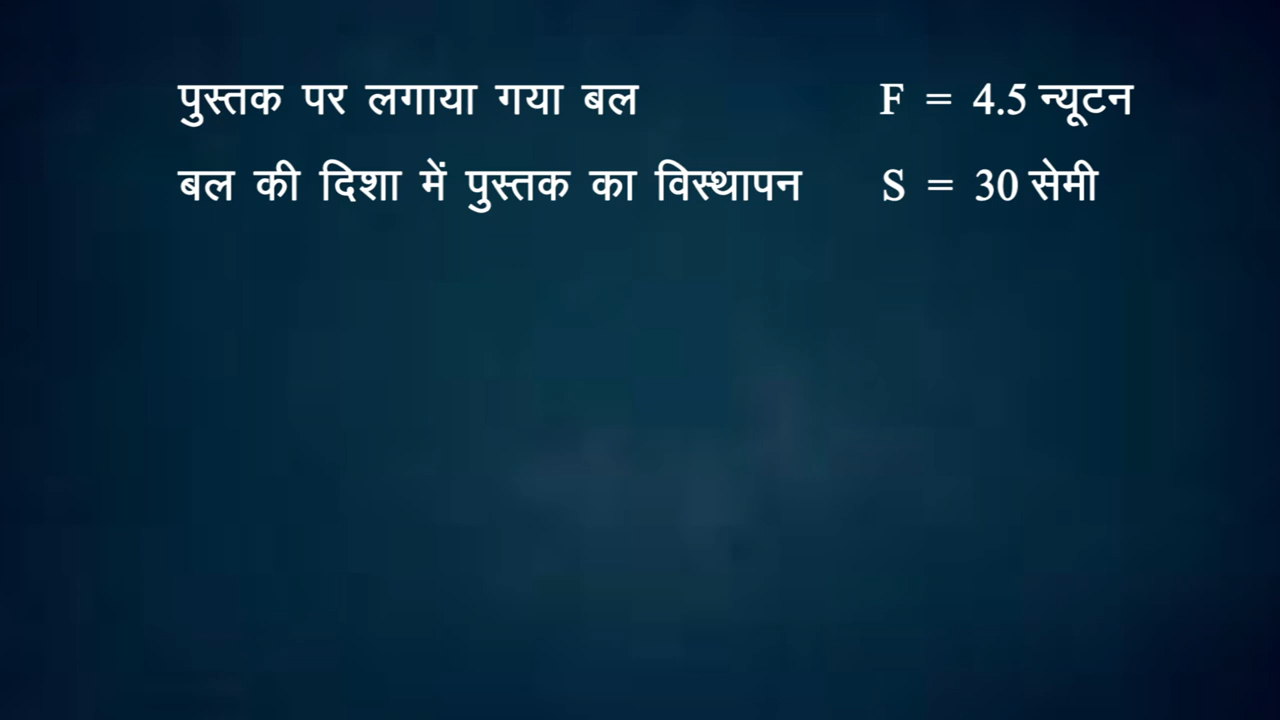 पुस्तक पर लगाया गया बल F = 4.5 न्यूटन
बल की दिशा में पुस्तक का विस्थापन S = 30 सेमी